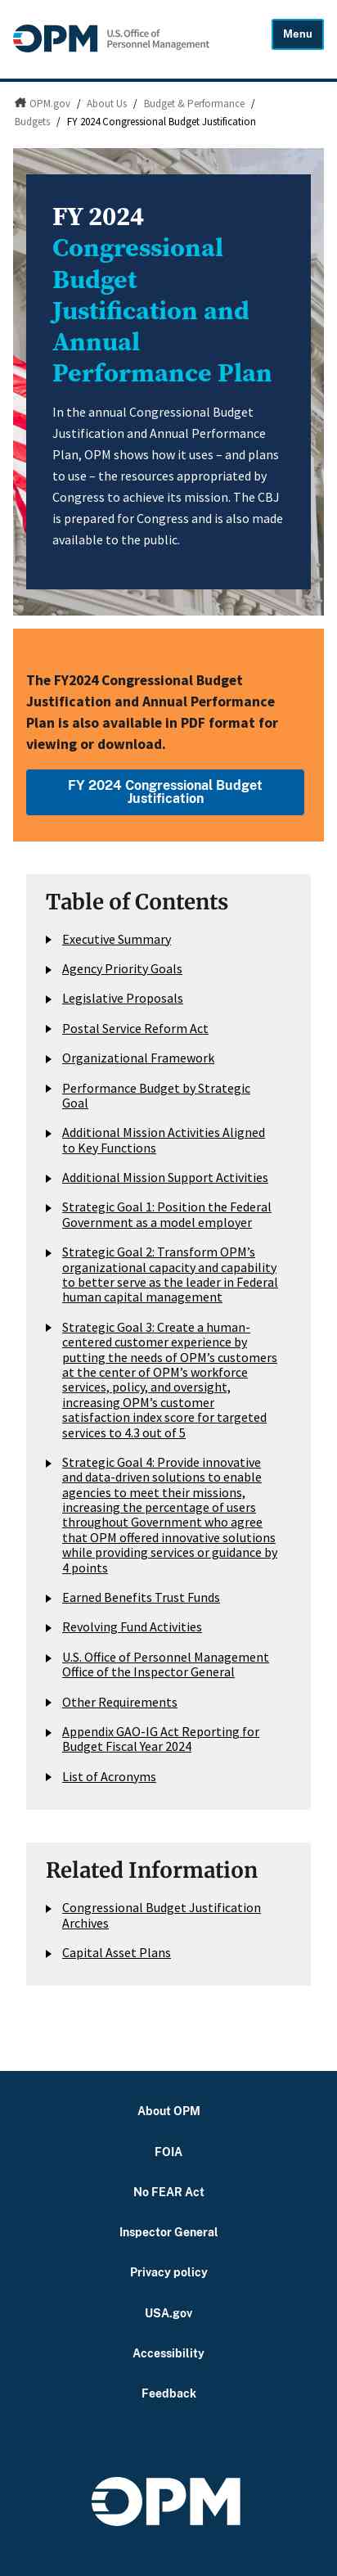 OPM U.S. Office of
Personnel Management
Menu
OPM.gov / About Us / Budget & Performance /
Budgets / FY 2024 Congressional Budget Justification
FY 2024
Congressional
Budget
Justification and
Annual
Performance Plan
In the annual Congressional Budget
Justification and Annual Performance
Plan, OPM shows how it uses – and plans
to use – the resources appropriated by
Congress to achieve its mission. The CBJ
is prepared for Congress and is also made
available to the public.
The FY2024 Congressional Budget
Justification and Annual Performance
Plan is also available in PDF format for
viewing or download.
FY 2024 Congressional Budget
Justification
Table of Contents
Executive Summary
Agency Priority Goals
Legislative Proposals
Postal Service Reform Act
Organizational Framework
Performance Budget by Strategic
Goal
Additional Mission Activities Aligned
to Key Functions
Additional Mission Support Activities
Strategic Goal 1: Position the Federal
Government as a model employer
Strategic Goal 2: Transform OPM’s
organizational capacity and capability
to better serve as the leader in Federal
human capital management
Strategic Goal 3: Create a human-
centered customer experience by
putting the needs of OPM’s customers
at the center of OPM’s workforce
services, policy, and oversight,
increasing OPM’s customer
satisfaction index score for targeted
services to 4.3 out of 5
Strategic Goal 4: Provide innovative
and data-driven solutions to enable
agencies to meet their missions,
increasing the percentage of users
throughout Government who agree
that OPM offered innovative solutions
while providing services or guidance by
4 points
Earned Benefits Trust Funds
Revolving Fund Activities
U.S. Office of Personnel Management
Office of the Inspector General
Other Requirements
Appendix GAO-IG Act Reporting for
Budget Fiscal Year 2024
List of Acronyms
Related Information
Congressional Budget Justification
Archives
Capital Asset Plans
About OPM
FOIA
No FEAR Act
Inspector General
Privacy policy
USA.gov
Accessibility
Feedback
OPM